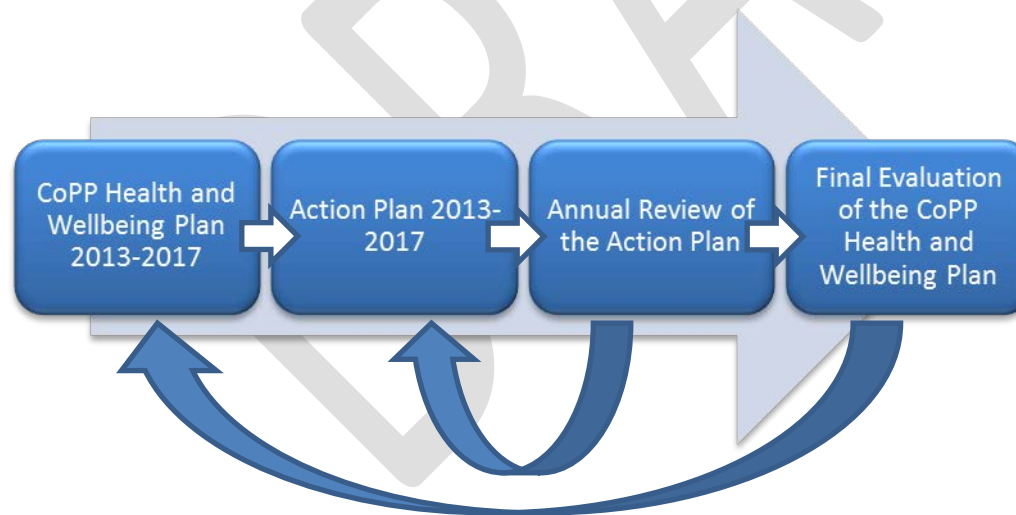 CoPP Health and
Wellbeing Plan
2013-2017
Action Plan 2013-
2017
Annual Review of
the Action Plan
Final Evaluation
of the CoPP
Health and
Wellbeing Plan